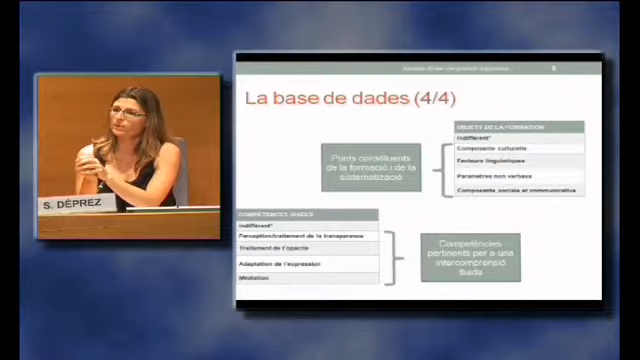 La base de dades (4/4)
OBJETS DE LA FORMATION
Indifférent*
Composante culturelle
Facteurs linguistiques
Paramètres non verbaux
Composante sociale et communicative
Punts constituents
de la formació i de la
sistematizació
S. DÉPREZ
COMPÉTENCES VISÉES
Indifférent*
Perception/traitement de la transparence
Traitement de l'opacité
Adaptation de l'expression
Médiation
Competències
pertinents per a una
intercomprensió
fluida